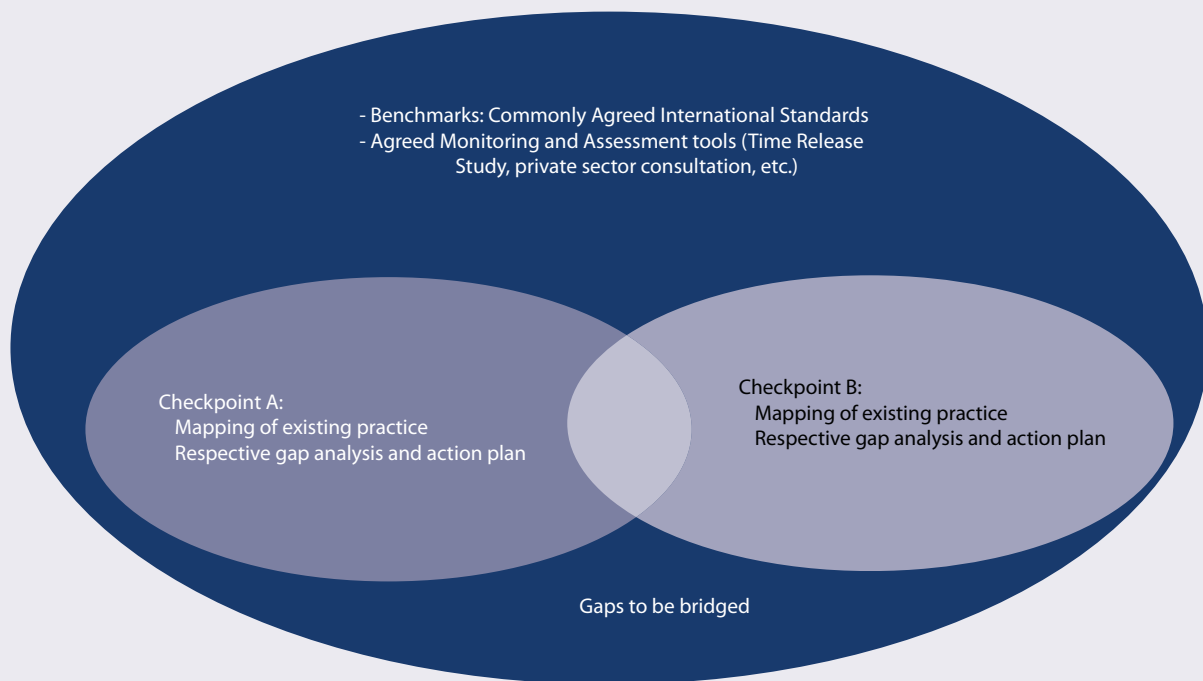 - Benchmarks: Commonly Agreed International Standards
- Agreed Monitoring and Assessment tools (Time Release
Study, private sector consultation, etc.)
Checkpoint A:
Mapping of existing practice
Respective gap analysis and action plan
Checkpoint B:
Mapping of existing practice
Respective gap analysis and action plan
Gaps to be bridged